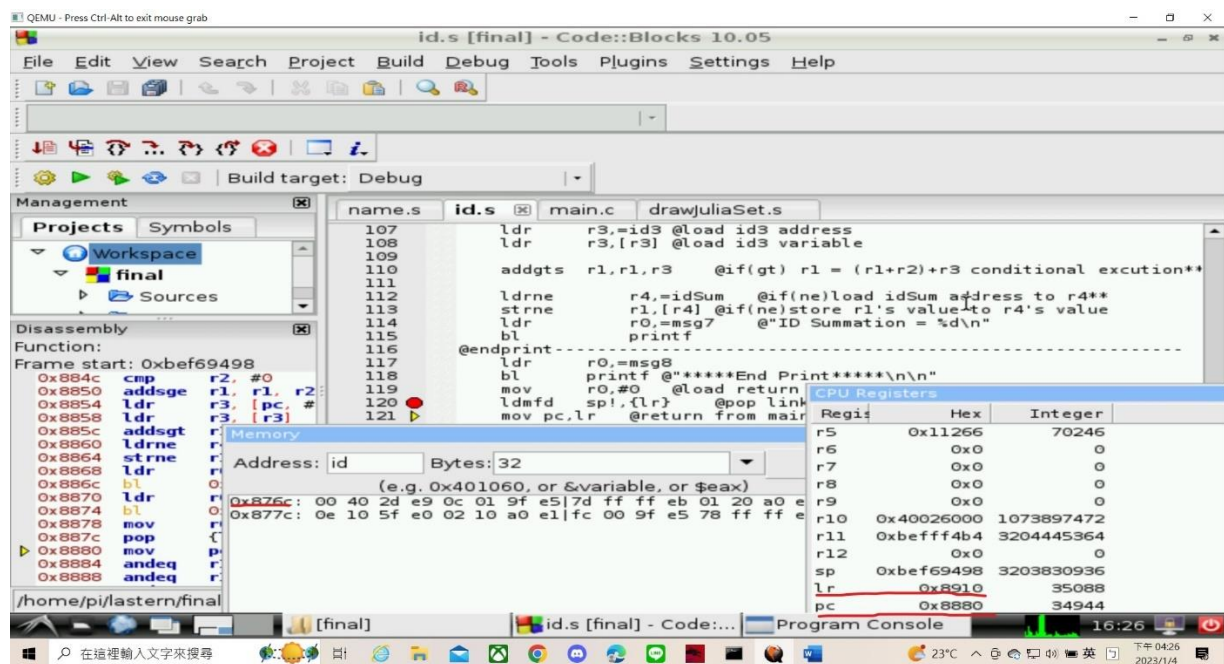 QEMU - Press Ctrl-Alt to exit mouse grab
id.s [final] - Code::Blocks 10.05
File Edit View Search Project Build Debug Tools Plugins Settings Help
Build target: Debug
Management
Projects Symbols
Workspace
final
Sources
name.s id.s main.c drawJuliaSet.s
107 ldr r3,=id3 @load id3 address
108 ldr r3,[r3] @load id3 variable
109
110 addgts r1,r1,r3 @if(gt) r1 = (r1+r2)+r3 conditional excution**
111
112 ldrne r4,=idSum @if(ne)load idSum address to r4**
113 strne r1,[r4] @if(ne)store r1's value to r4's value
114 ldr r0,=msg7 @"ID Summation = %d\n"
115 bl printf
116 @endprint
117 ldr r0,=msg8
118 bl printf @"*****End Print*****\n\n"
119 mov r0,#0 @load return
120 ldmfd sp!,{lr} @pop link
121 mov pc,lr @return from main
Disassembly
Function:
Frame start: 0xbef69498
0x884c cmp r2, #0
0x8850 addsge r1, r1, r2
0x8854 ldr r3, [pc, #
0x8858 ldr r3, [r3]
0x885c addsgt r
0x8860 ldrne r
0x8864 strne r
0x8868 ldr r
0x886c bl 0
0x8870 ldr r
0x8874 bl 0
0x8878 mov r
0x887c pop {
0x8880 mov p
0x8884 andeq r
0x8888 andeq r
Memory
Address: id Bytes: 32
(e.g. 0x401060, or &variable, or $eax)
0x876c: 00 40 2d e9 0c 01 9f e5|7d ff ff eb 01 20 a0 e
0x877c: 0e 10 5f e0 02 10 a0 e1|fc 00 9f e5 78 ff ff e
CPU Registers
Regis Hex Integer
r5 0x11266 70246
r6 0x0 0
r7 0x0 0
r8 0x0 0
r9 0x0 0
r10 0x40026000 1073897472
r11 0xbefff4b4 3204445364
r12 0x0 0
sp 0xbef69498 3203830936
lr 0x8910 35088
pc 0x8880 34944
/home/pi/lastern/final
[final] id.s [final] - Code:... Program Console 16:26
在這裡輸入文字來搜尋 23°C 英 下午 04:26
2023/1/4